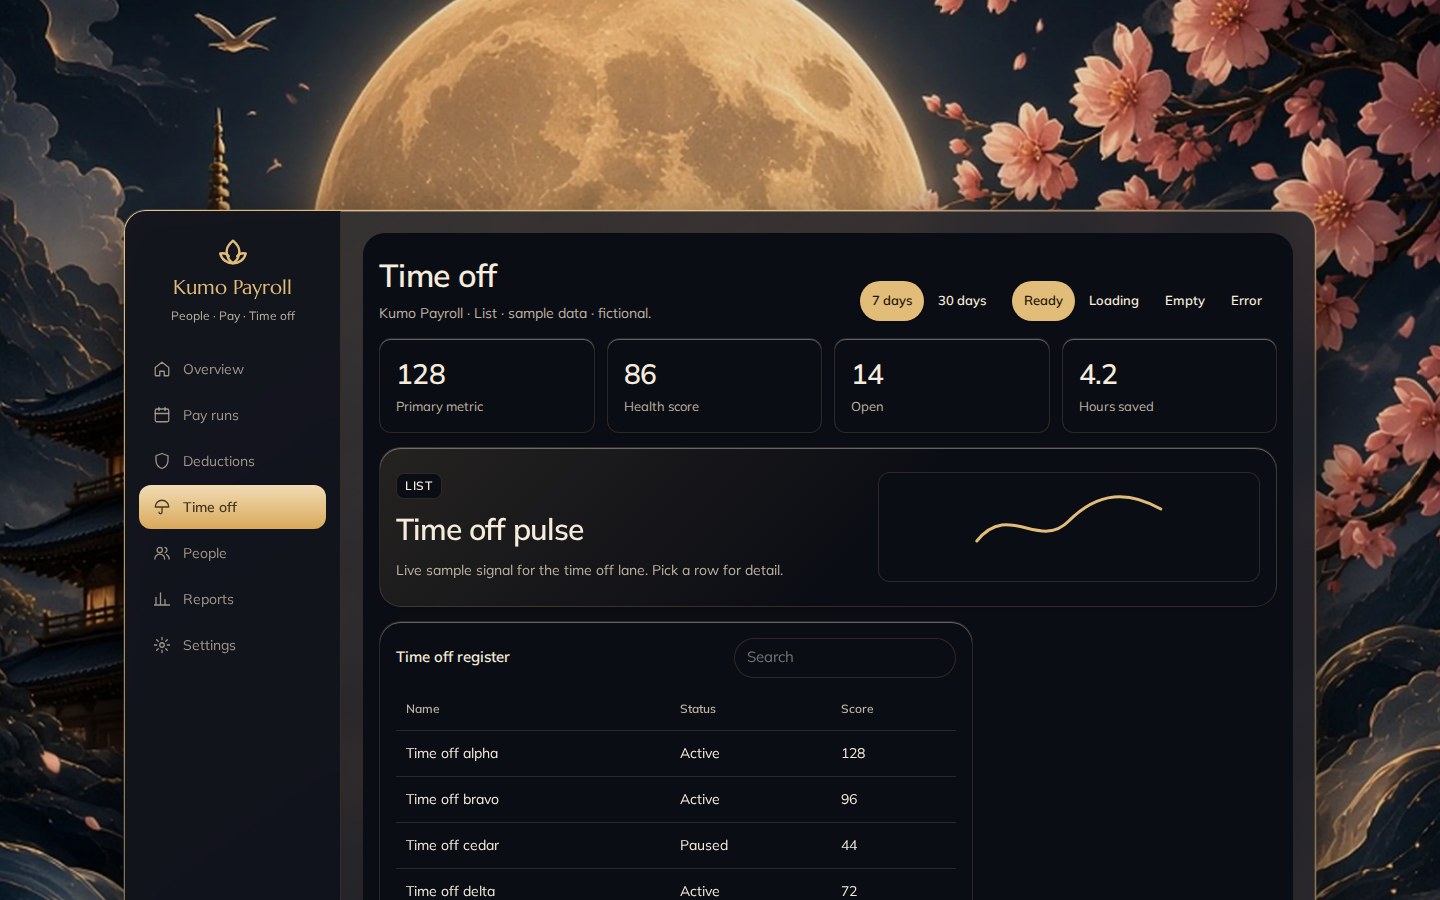 Kumo Payroll
People · Pay · Time off
Overview
Pay runs
Deductions
Time off
People
Reports
Settings
Time off
Kumo Payroll · List · sample data · fictional.
7 days
30 days
Ready
Loading
Empty
Error
128
Primary metric
86
Health score
14
Open
4.2
Hours saved
LIST
Time off pulse
Live sample signal for the time off lane. Pick a row for detail.
Time off register
Search
Name Status Score
Time off alpha Active 128
Time off bravo Active 96
Time off cedar Paused 44
Time off delta Active 72